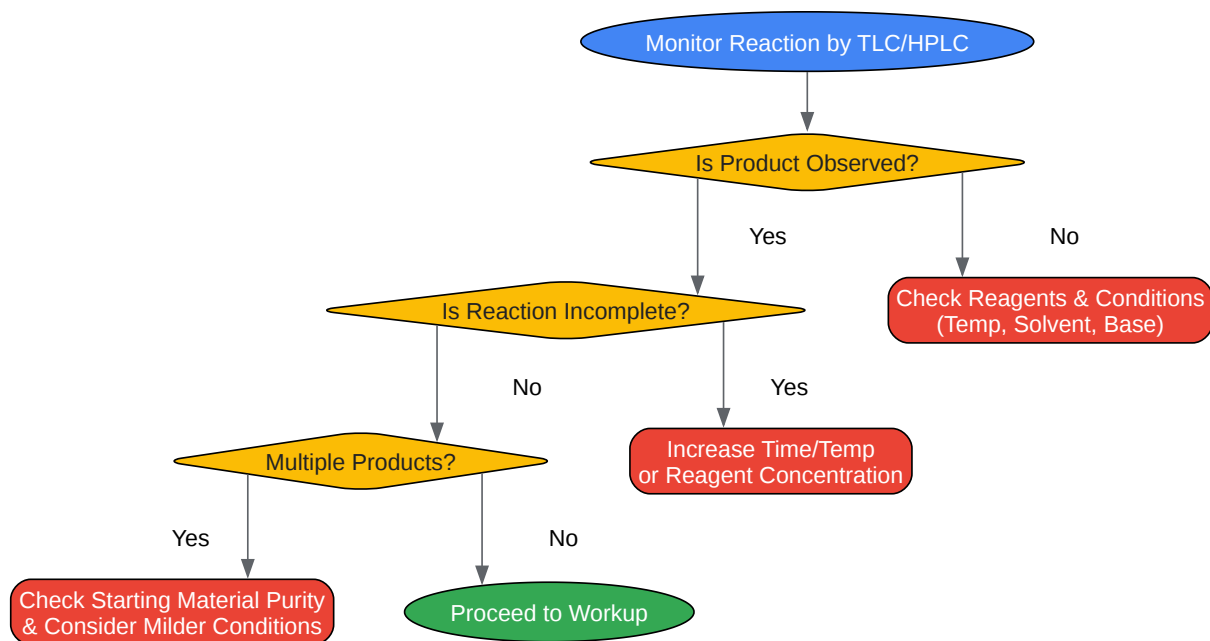 Monitor Reaction by TLC/HPLC
Is Product Observed?
Yes
No
Check Reagents & Conditions
(Temp, Solvent, Base)
Is Reaction Incomplete?
No
Yes
Increase Time/Temp
or Reagent Concentration
Multiple Products?
Yes
No
Check Starting Material Purity
& Consider Milder Conditions
Proceed to Workup